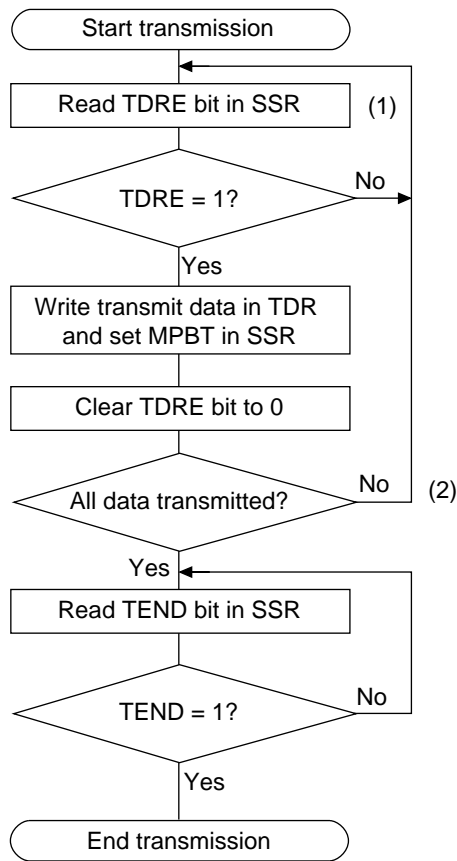 Start transmission
Read TDRE bit in SSR
(1)
TDRE = 1?
No
Yes
Write transmit data in TDR
and set MPBT in SSR
Clear TDRE bit to 0
All data transmitted?
No
(2)
Yes
Read TEND bit in SSR
TEND = 1?
No
Yes
End transmission